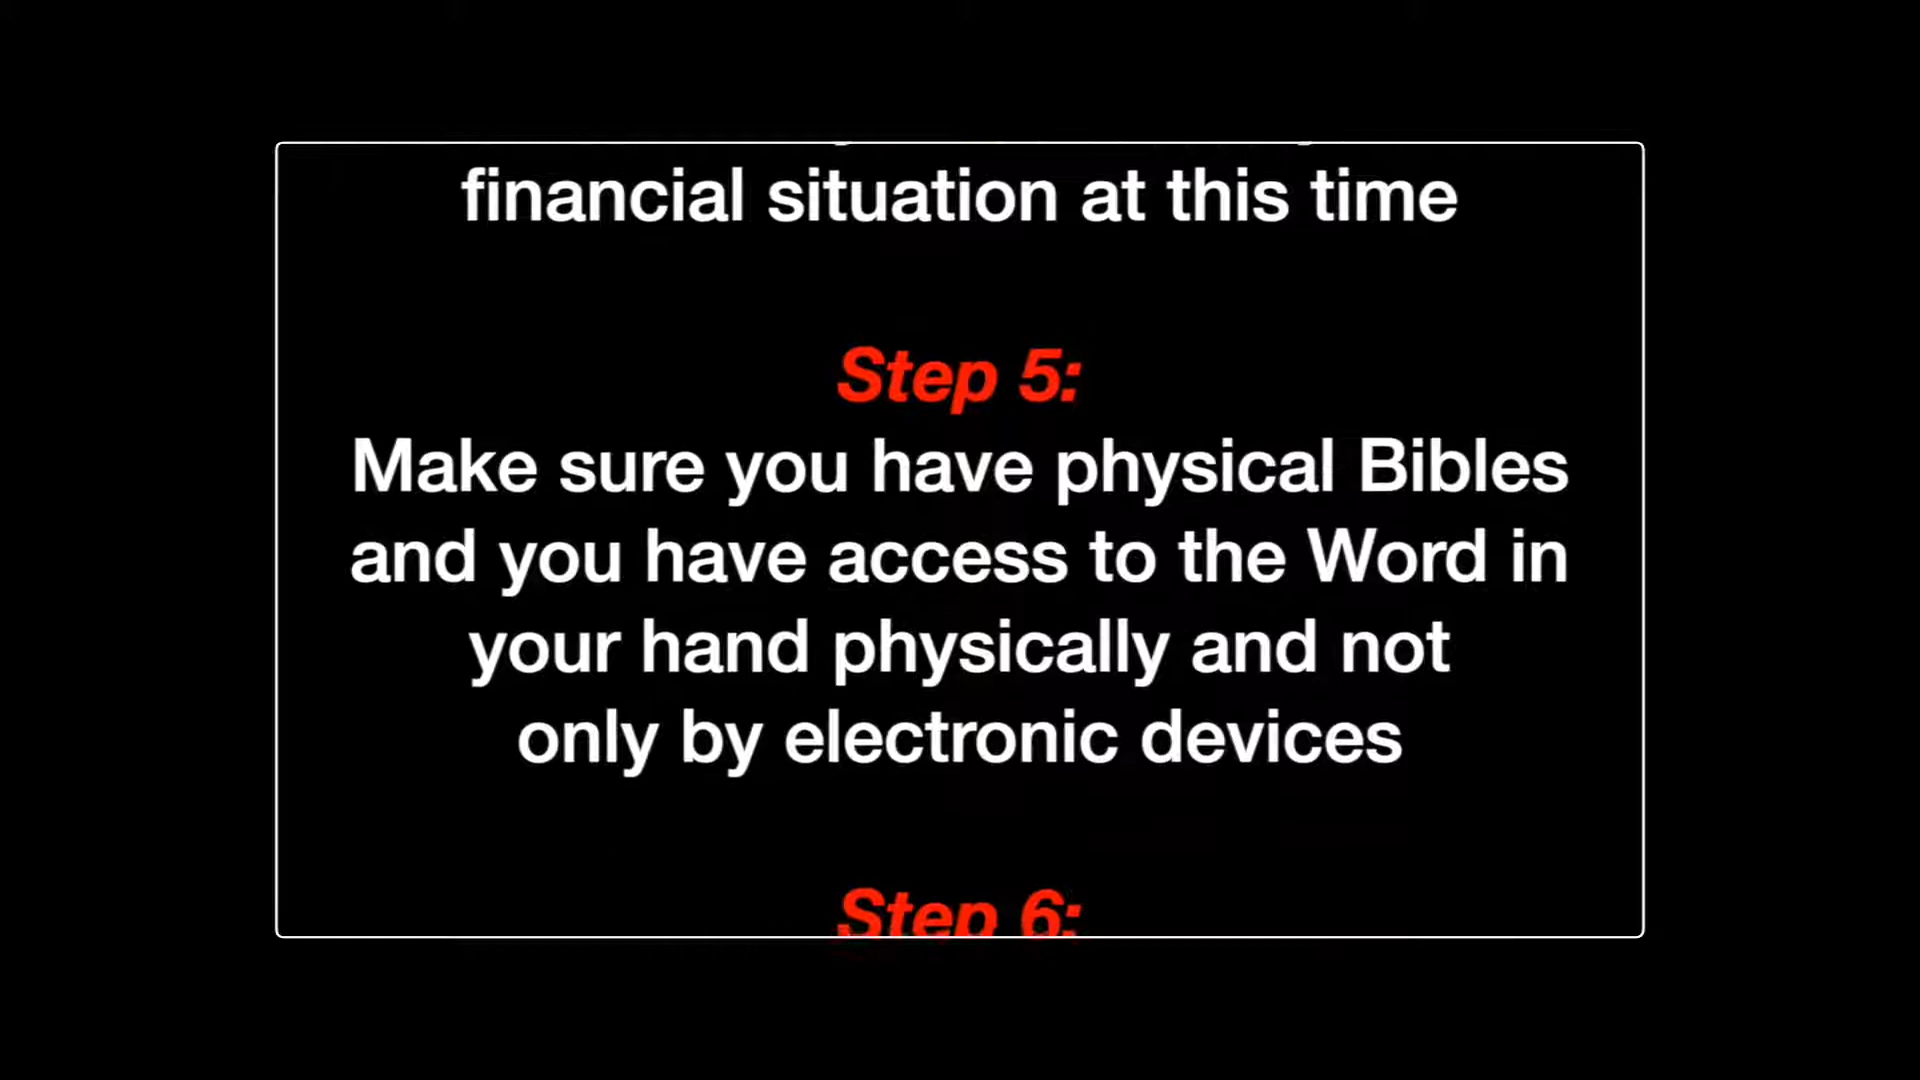 financial situation at this time
Step 5:
Make sure you have physical Bibles
and you have access to the Word in
your hand physically and not
only by electronic devices
Step 6: